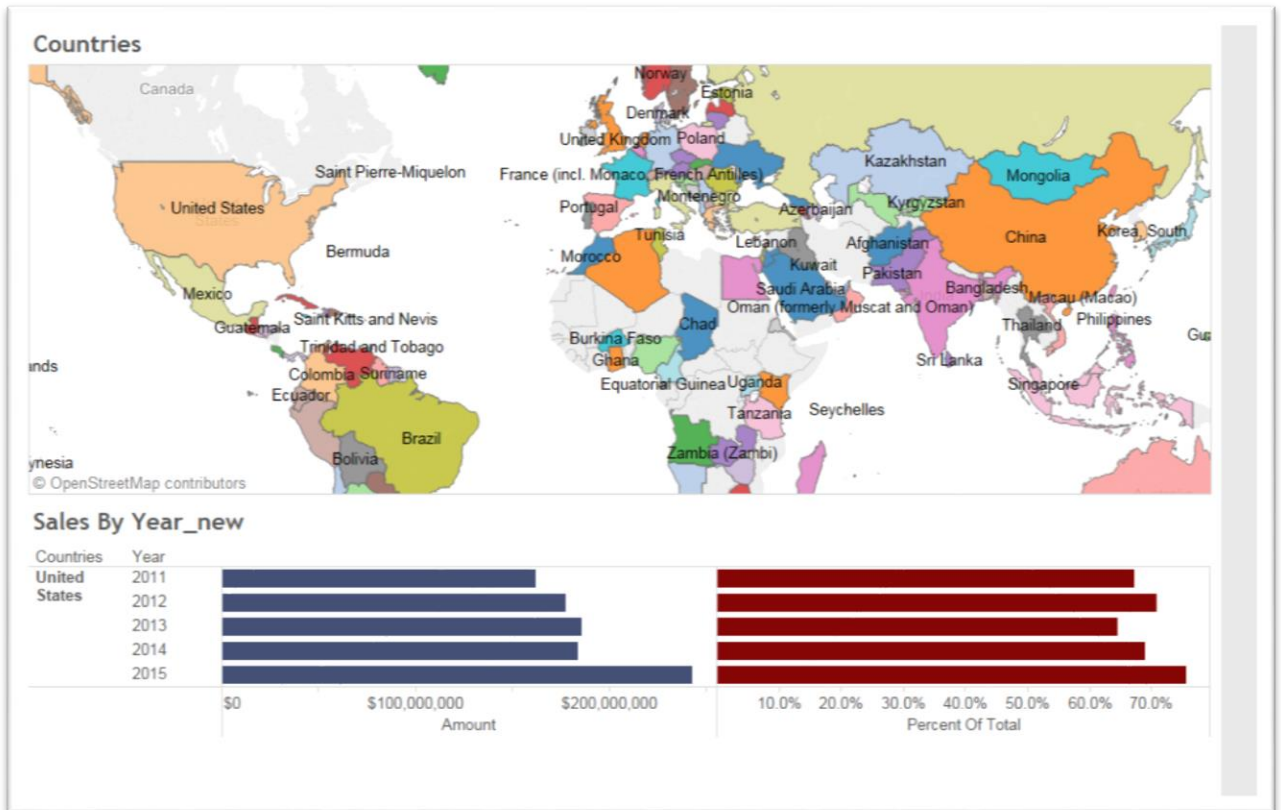 Countries
Canada
Norway
Estonia
Denmark
United Kingdom
Poland
Kazakhstan
Mongolia
Saint Pierre-Miquelon
France (incl. Monaco, French Antilles)
Montenegro
Kyrgyzstan
United States
States
Portugal
Azerbaijan
China
Korea, South
Tunisia
Lebanon
Afghanistan
Bermuda
Morocco
Kuwait
Pakistan
Mexico
Saudi Arabia
Bangladesh
Macau (Macao)
Oman (formerly Muscat and Oman)
Guatemala
Saint Kitts and Nevis
Chad
Thailand
Philippines
Gu
Burkina Faso
Trinidad and Tobago
Ghana
Sri Lanka
ands
Colombia
Suriname
Equatorial Guinea
Uganda
Singapore
Ecuador
Tanzania
Seychelles
Brazil
Zambia (Zambi)
Bolivia
ynesia
© OpenStreetMap contributors
Sales By Year_new
Countries Year
United States
2011
2012
2013
2014
2015
$0 $100,000,000 $200,000,000 10.0% 20.0% 30.0% 40.0% 50.0% 60.0% 70.0%
Amount Percent Of Total